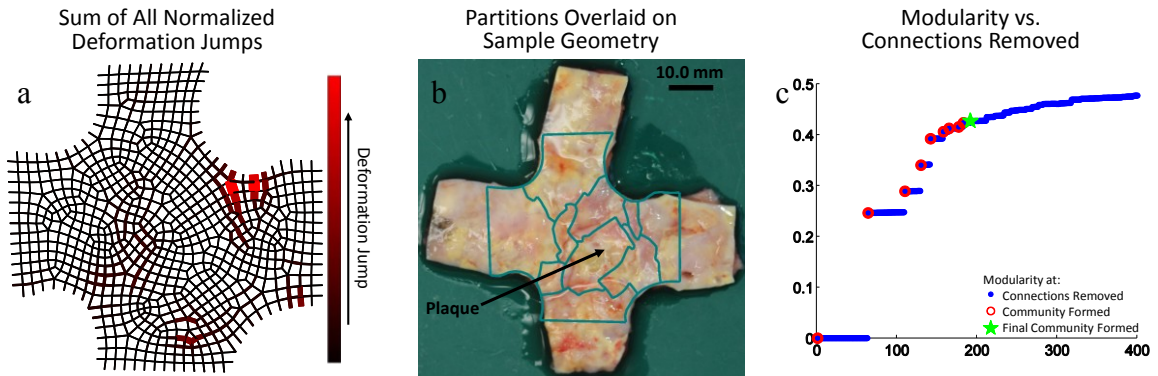 Sum of All Normalized
Deformation Jumps
a
Deformation Jump
Partitions Overlaid on
Sample Geometry
b
10.0 mm
Plaque
Modularity vs.
Connections Removed
c
0.5
0.4
0.3
0.2
0.1
0
0
100
200
300
400
Modularity at:
Connections Removed
Community Formed
Final Community Formed